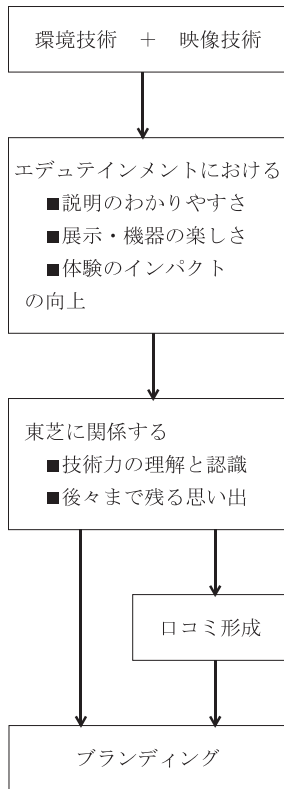 環境技術　＋　映像技術
エデュテインメントにおける
■説明のわかりやすさ
■展示・機器の楽しさ
■体験のインパクト
の向上
東芝に関係する
■技術力の理解と認識
■後々まで残る思い出
口コミ形成
ブランディング